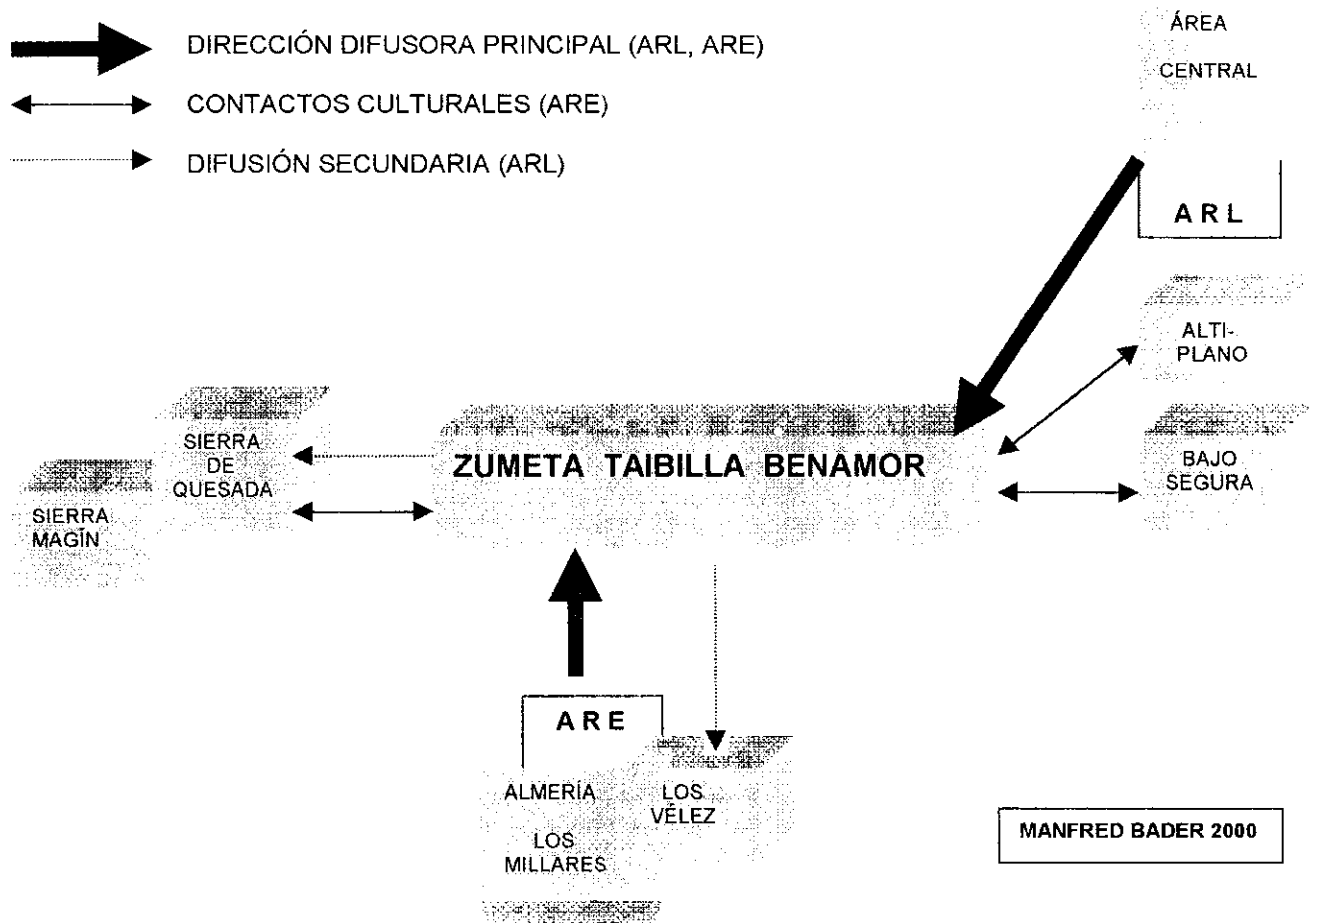 DIRECCIÓN DIFUSORA PRINCIPAL (ARL, ARE)
CONTACTOS CULTURALES (ARE)
DIFUSIÓN SECUNDARIA (ARL)
ÁREA
CENTRAL
ARL
ALTI-
PLANO
BAJO
SEGURA
ZUMETA TAIBILLA BENAMOR
SIERRA
DE
QUESADA
SIERRA
MAGÍN
ARE
ALMERÍA
LOS
MILLARES
LOS
VÉLEZ
MANFRED BADER 2000